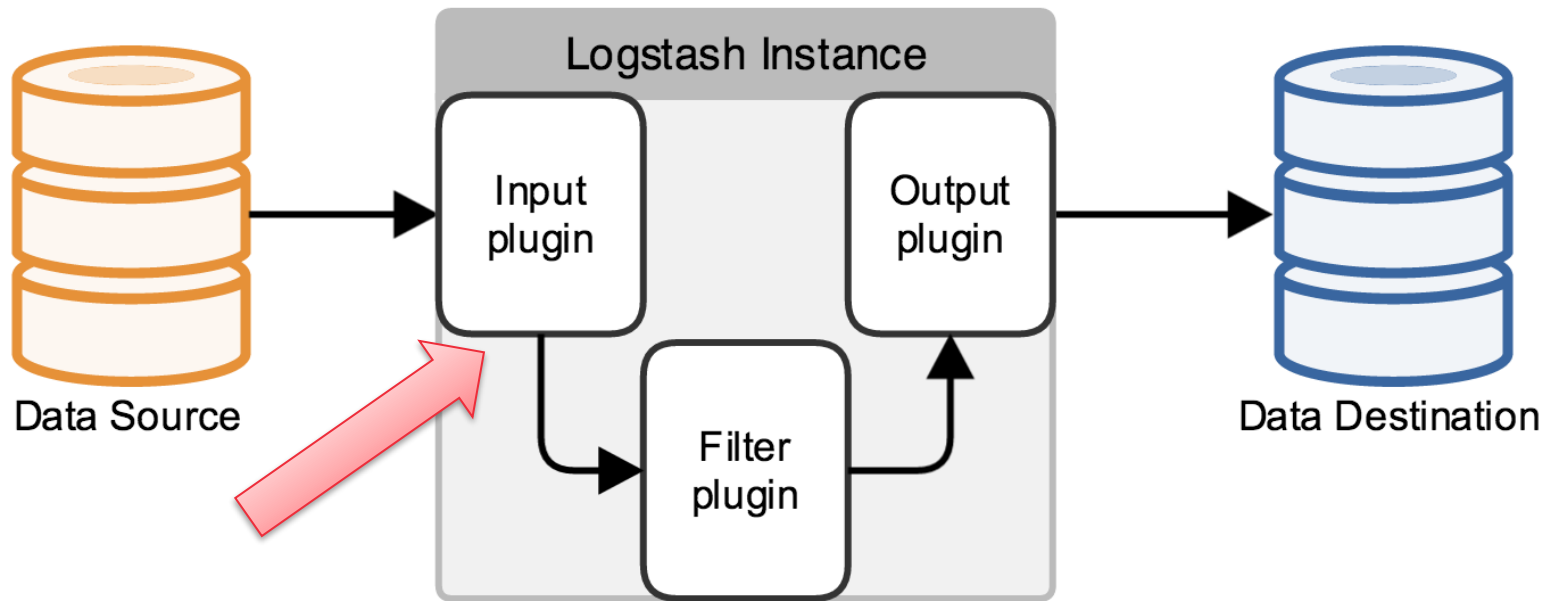 Logstash Instance
Input
plugin
Output
plugin
Filter
plugin
Data Source
Data Destination